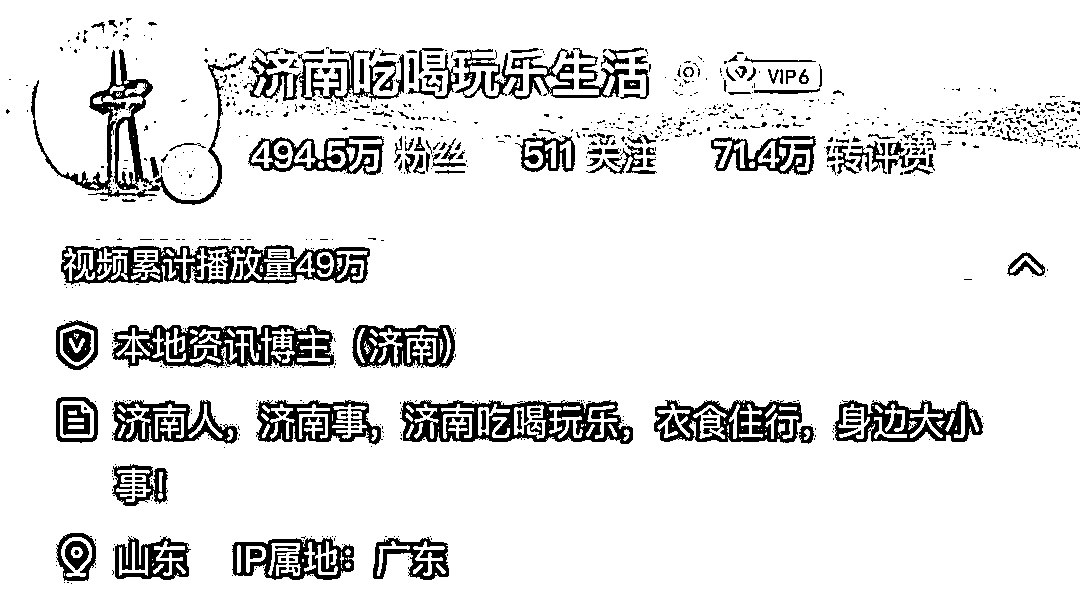 济南吃喝玩乐生活 VIP6
494.5万 粉丝 511 关注 71.4万 转评赞
视频累计播放量49万
本地资讯博主（济南）
济南人，济南事，济南吃喝玩乐，衣食住行，身边大小
事！
山东 IP属地：广东